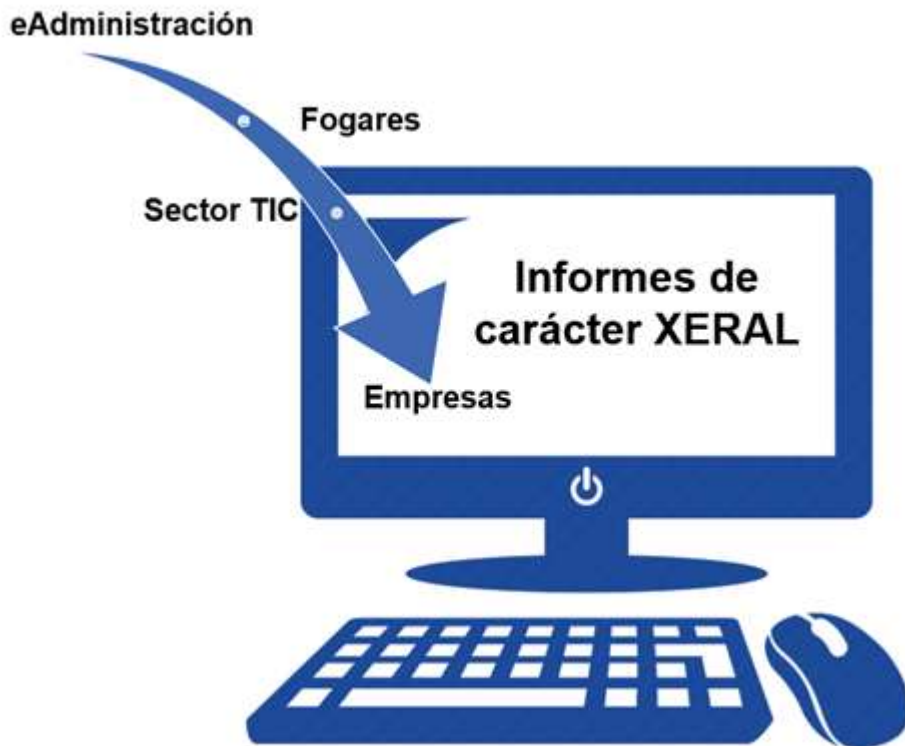 eAdministración
Fogares
Sector TIC
Informes de
carácter XERAL
Empresas